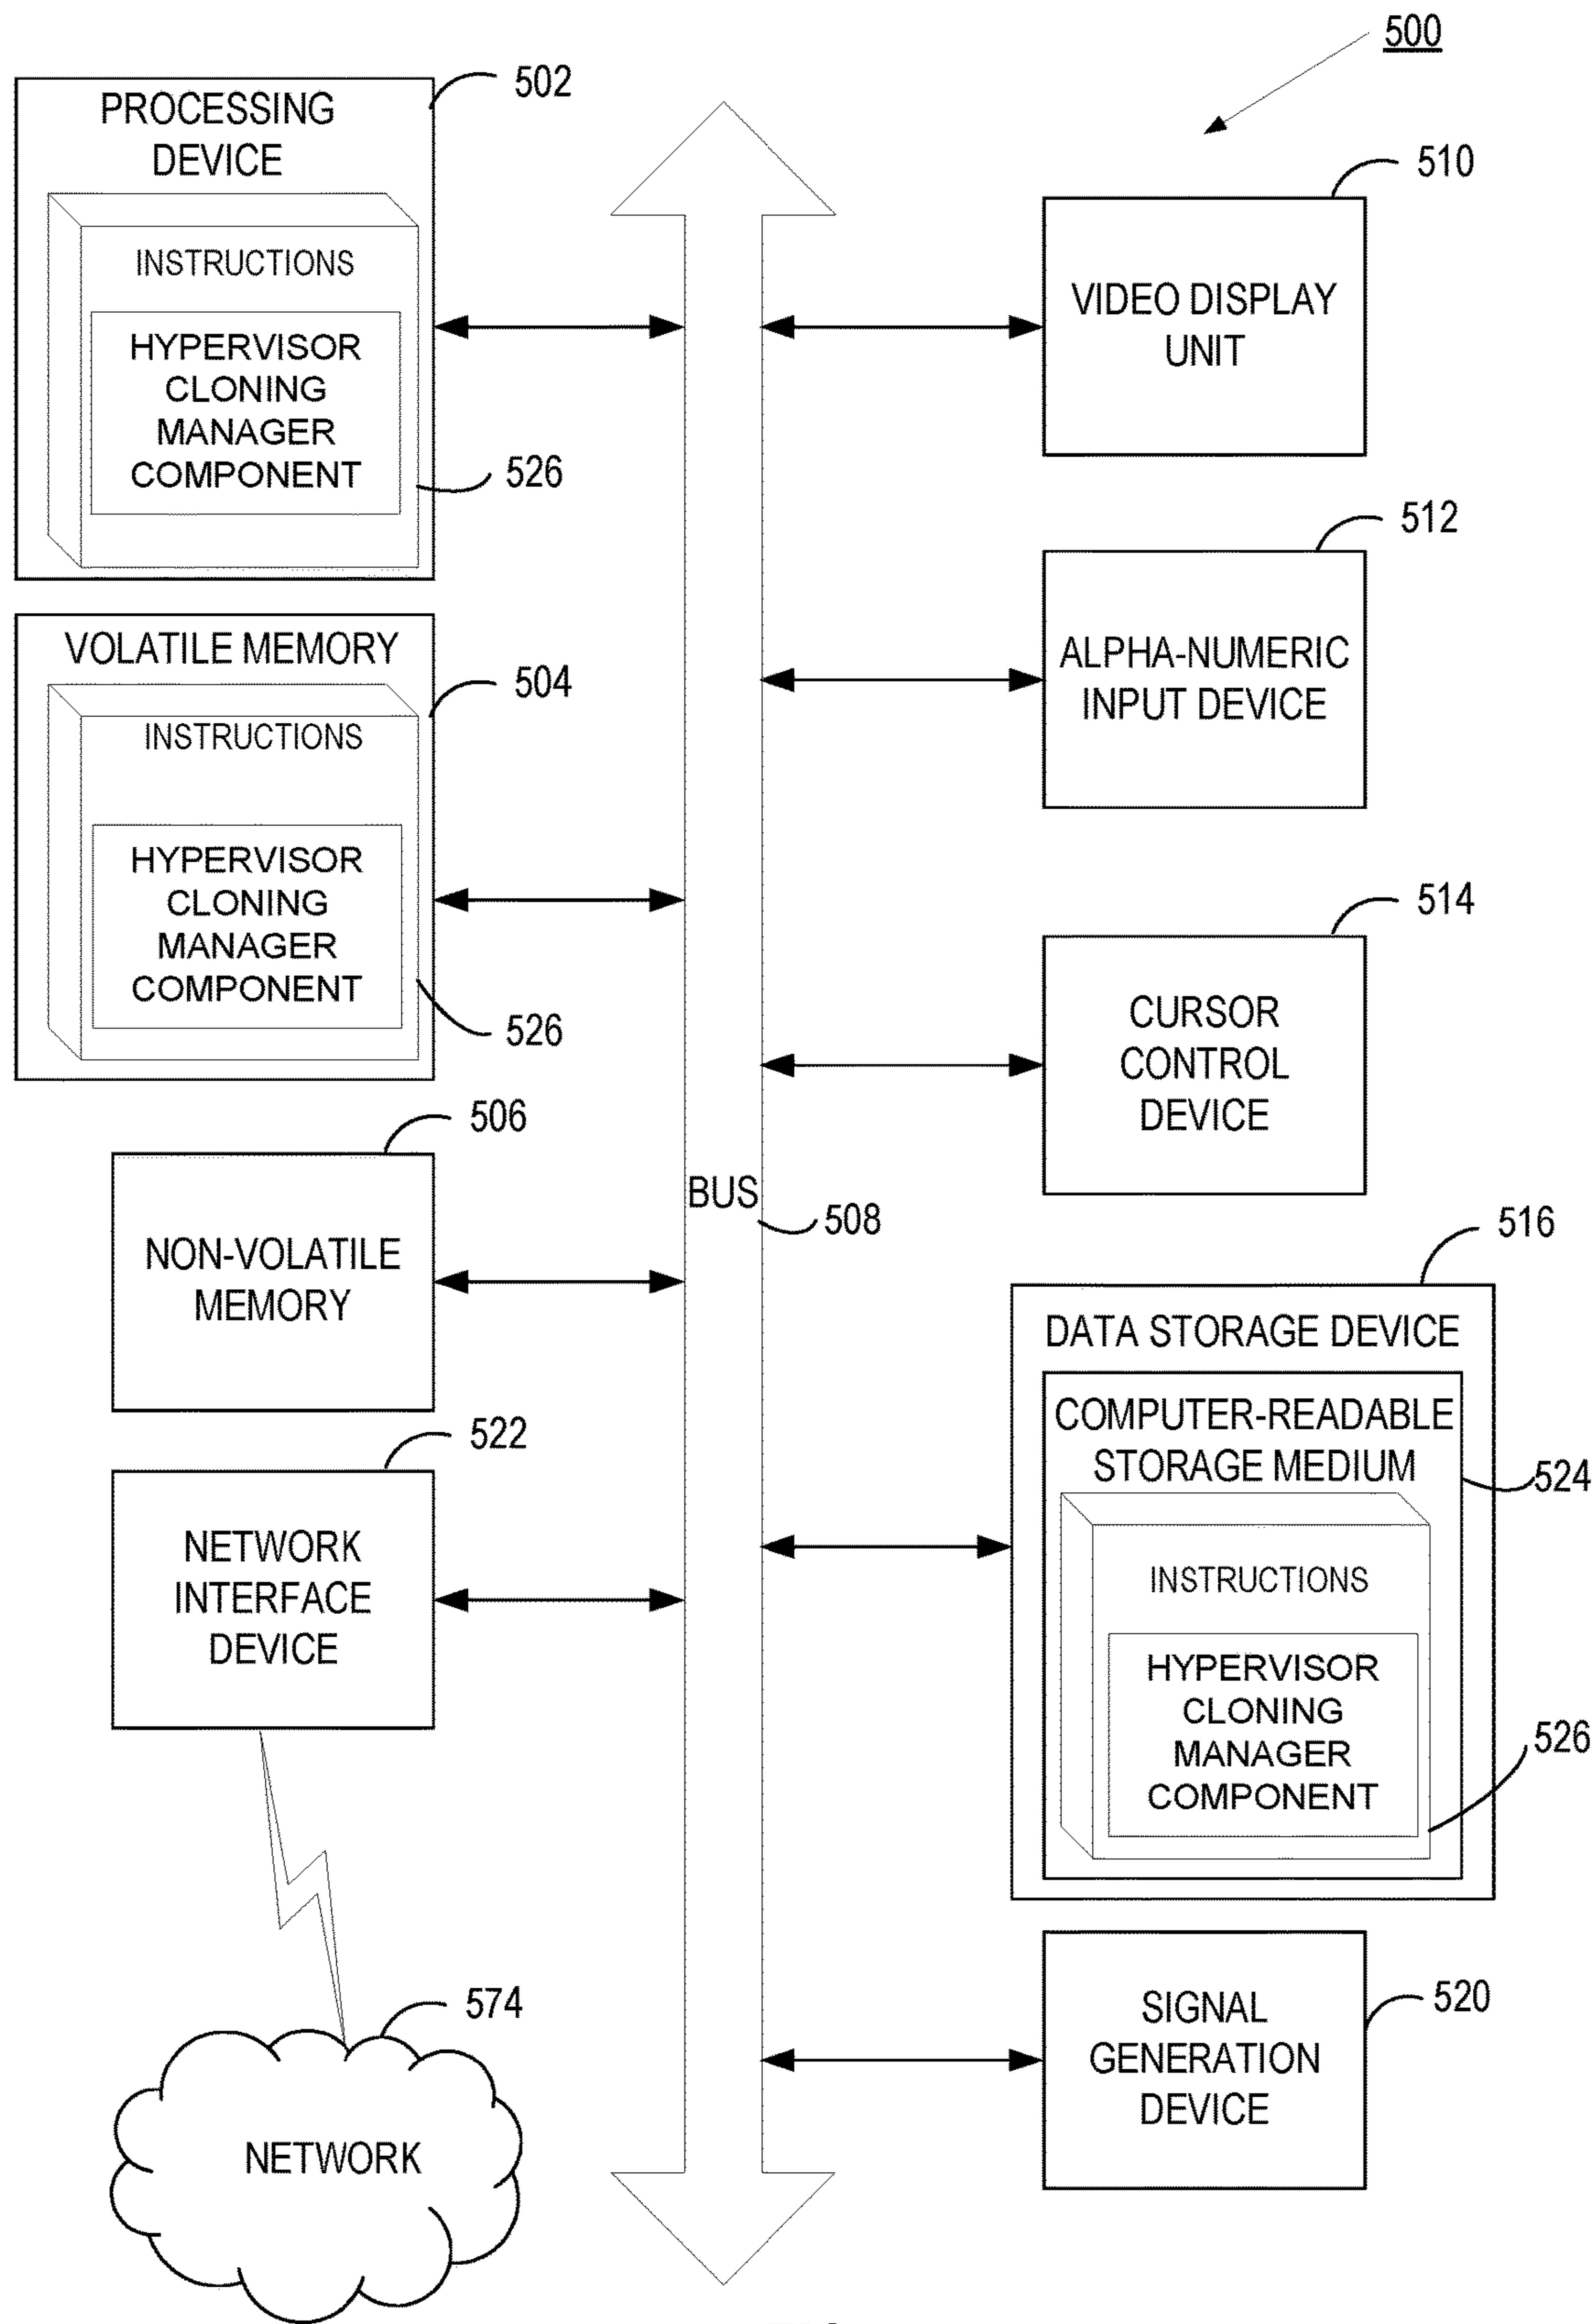 500
502
PROCESSING
DEVICE
INSTRUCTIONS
HYPERVISOR
CLONING
MANAGER
COMPONENT
526
VOLATILE MEMORY
504
INSTRUCTIONS
HYPERVISOR
CLONING
MANAGER
COMPONENT
526
506
NON-VOLATILE
MEMORY
522
NETWORK
INTERFACE
DEVICE
574
NETWORK
BUS
508
510
VIDEO DISPLAY
UNIT
512
ALPHA-NUMERIC
INPUT DEVICE
514
CURSOR
CONTROL
DEVICE
516
DATA STORAGE DEVICE
COMPUTER-READABLE
STORAGE MEDIUM
524
INSTRUCTIONS
HYPERVISOR
CLONING
MANAGER
COMPONENT
526
SIGNAL
GENERATION
DEVICE
520